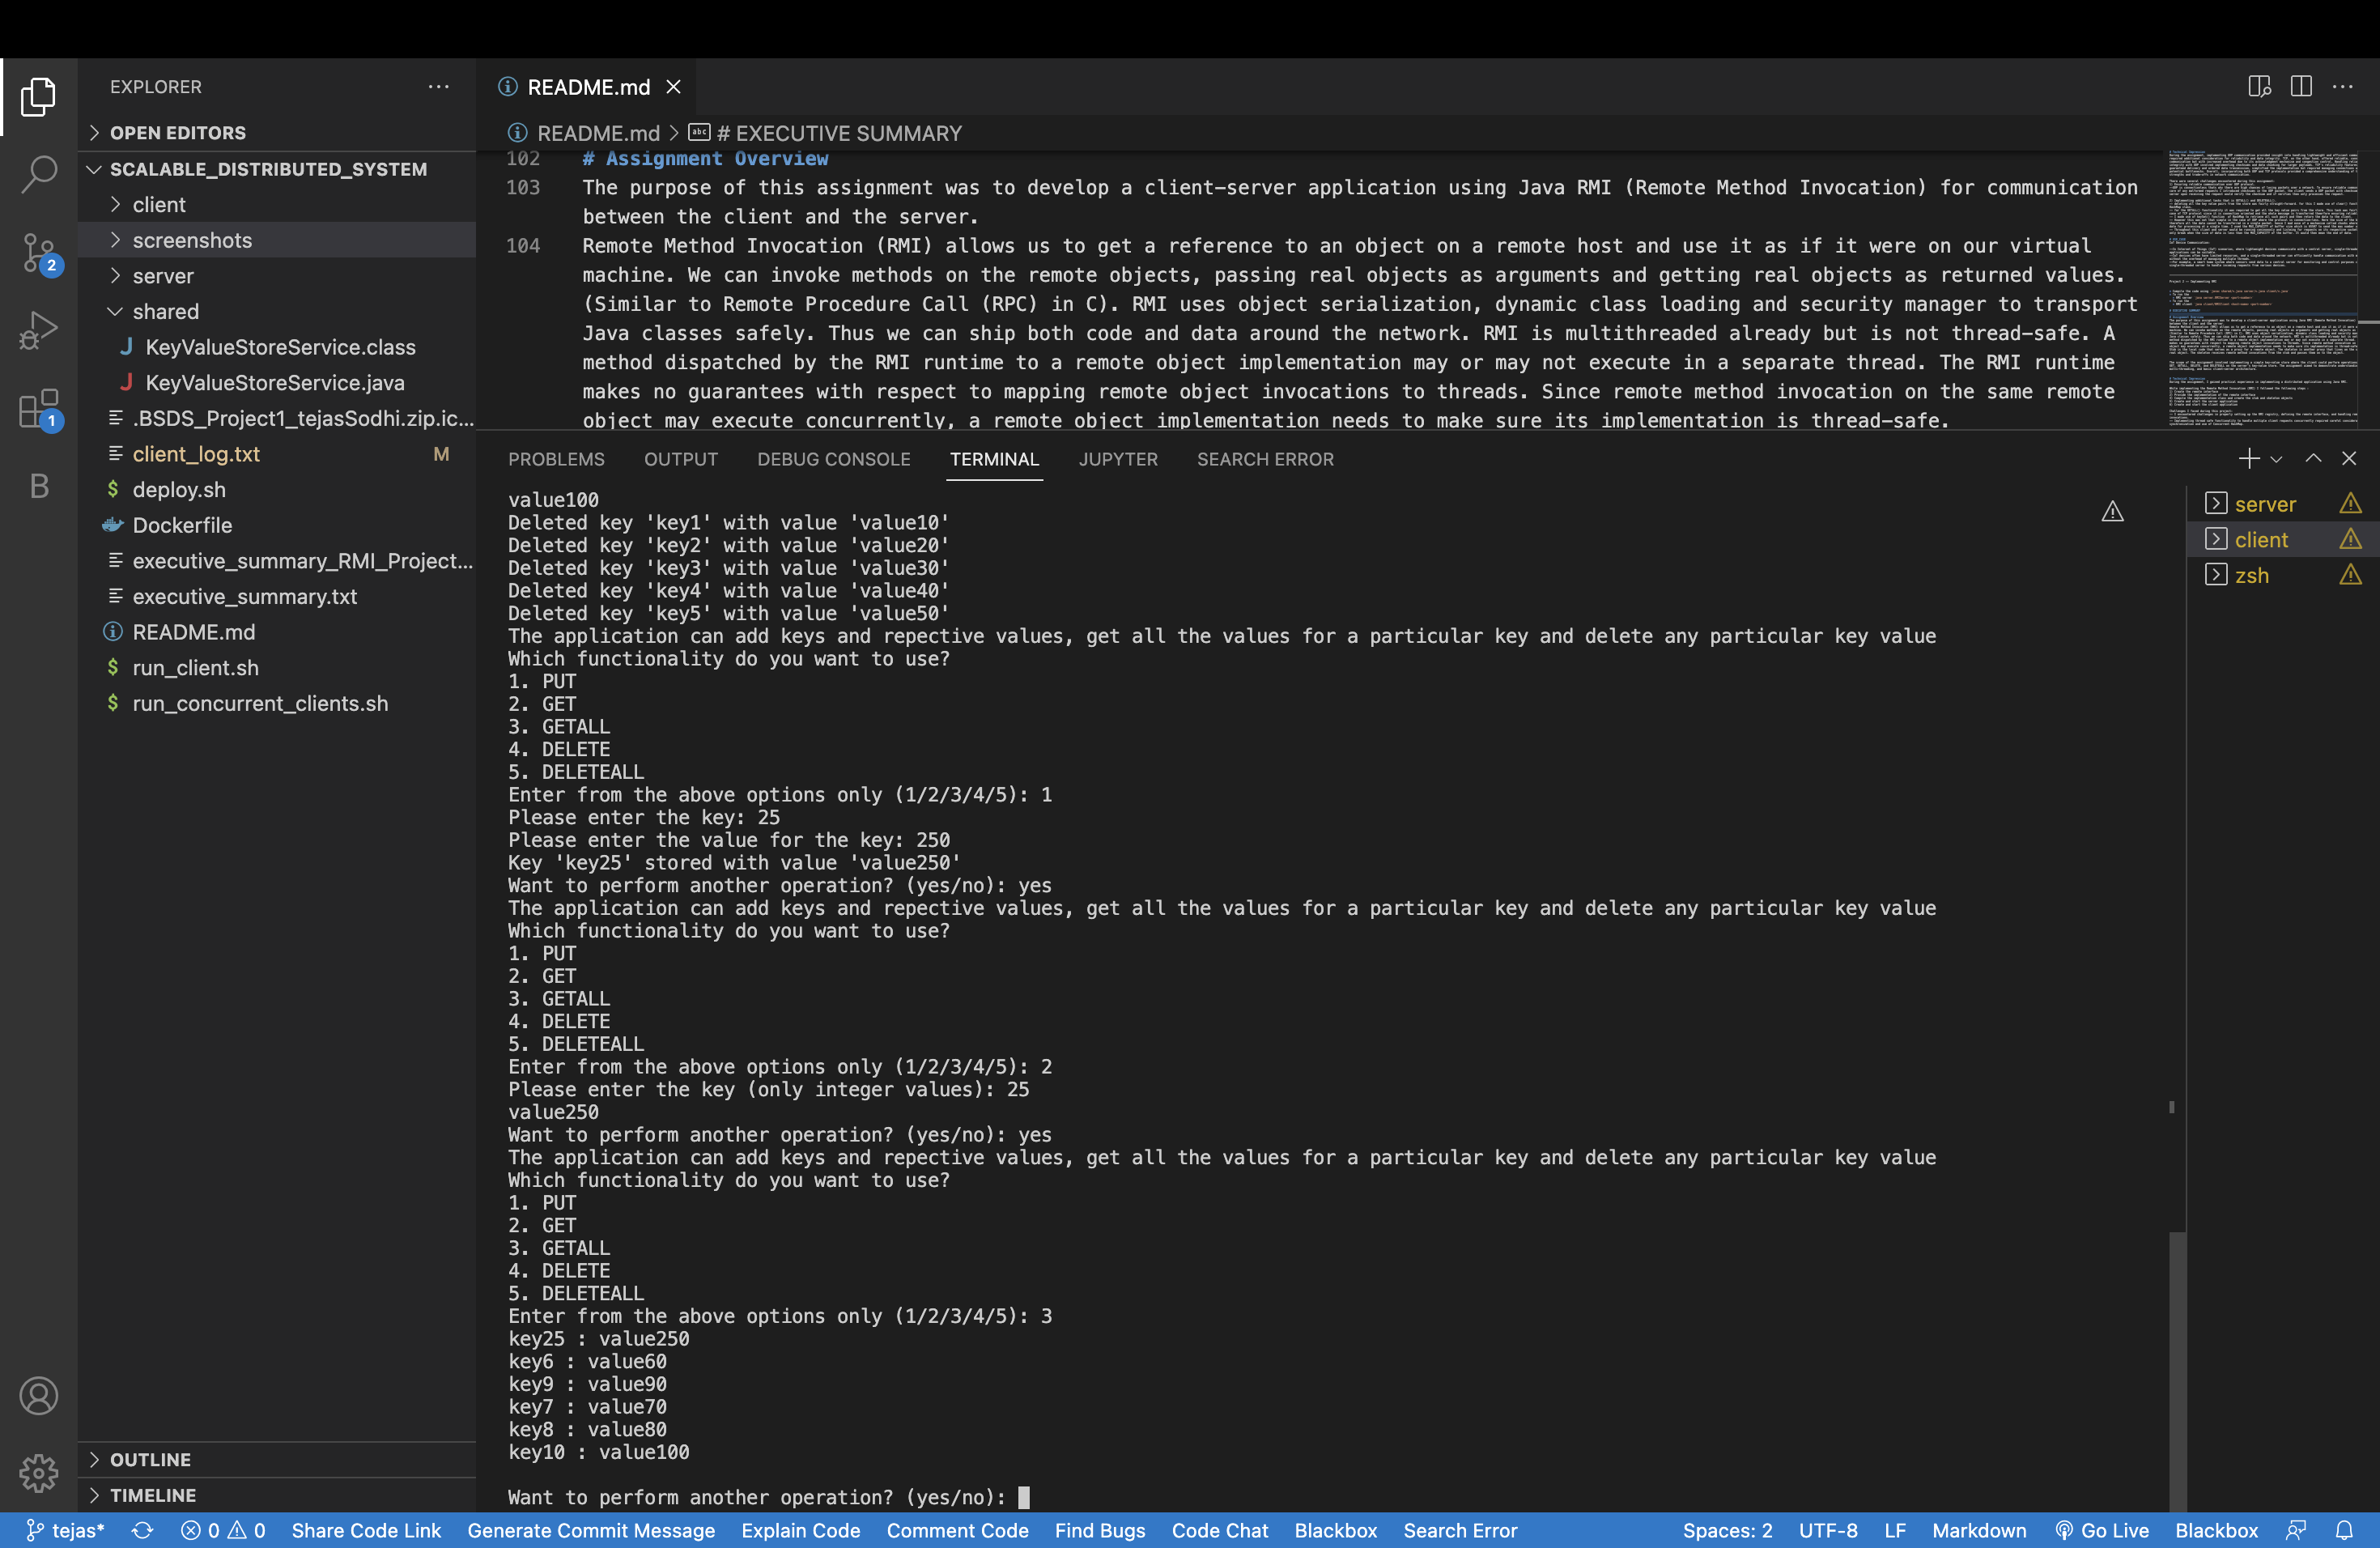 EXPLORER
README.md
OPEN EDITORS
README.md > # EXECUTIVE SUMMARY
SCALABLE_DISTRIBUTED_SYSTEM
client
screenshots
server
shared
KeyValueStoreService.class
KeyValueStoreService.java
.BSDS_Project1_tejasSodhi.zip.ic...
client_log.txt M
deploy.sh
Dockerfile
executive_summary_RMI_Project...
executive_summary.txt
README.md
run_client.sh
run_concurrent_clients.sh
OUTLINE
TIMELINE
2
1
B
102 # Assignment Overview
103 The purpose of this assignment was to develop a client-server application using Java RMI (Remote Method Invocation) for communication
between the client and the server.
104 Remote Method Invocation (RMI) allows us to get a reference to an object on a remote host and use it as if it were on our virtual
machine. We can invoke methods on the remote objects, passing real objects as arguments and getting real objects as returned values.
(Similar to Remote Procedure Call (RPC) in C). RMI uses object serialization, dynamic class loading and security manager to transport
Java classes safely. Thus we can ship both code and data around the network. RMI is multithreaded already but is not thread-safe. A
method dispatched by the RMI runtime to a remote object implementation may or may not execute in a separate thread. The RMI runtime
makes no guarantees with respect to mapping remote object invocations to threads. Since remote method invocation on the same remote
object may execute concurrently, a remote object implementation needs to make sure its implementation is thread-safe.
PROBLEMS OUTPUT DEBUG CONSOLE TERMINAL JUPYTER SEARCH ERROR
value100
Deleted key 'key1' with value 'value10'
Deleted key 'key2' with value 'value20'
Deleted key 'key3' with value 'value30'
Deleted key 'key4' with value 'value40'
Deleted key 'key5' with value 'value50'
The application can add keys and repective values, get all the values for a particular key and delete any particular key value
Which functionality do you want to use?
1. PUT
2. GET
3. GETALL
4. DELETE
5. DELETEALL
Enter from the above options only (1/2/3/4/5): 1
Please enter the key: 25
Please enter the value for the key: 250
Key 'key25' stored with value 'value250'
Want to perform another operation? (yes/no): yes
The application can add keys and repective values, get all the values for a particular key and delete any particular key value
Which functionality do you want to use?
1. PUT
2. GET
3. GETALL
4. DELETE
5. DELETEALL
Enter from the above options only (1/2/3/4/5): 2
Please enter the key (only integer values): 25
value250
Want to perform another operation? (yes/no): yes
The application can add keys and repective values, get all the values for a particular key and delete any particular key value
Which functionality do you want to use?
1. PUT
2. GET
3. GETALL
4. DELETE
5. DELETEALL
Enter from the above options only (1/2/3/4/5): 3
key25 : value250
key6 : value60
key9 : value90
key7 : value70
key8 : value80
key10 : value100
Want to perform another operation? (yes/no):
server
client
zsh
tejas* 0 0 Share Code Link Generate Commit Message Explain Code Comment Code Find Bugs Code Chat Blackbox Search Error Spaces: 2 UTF-8 LF Markdown Go Live Blackbox